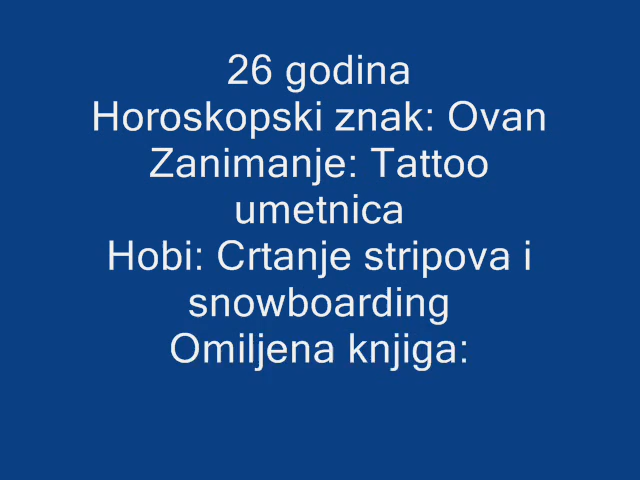 26 godina
Horoskopski znak: Ovan
Zanimanje: Tattoo
umetnica
Hobi: Crtanje stripova i
snowboarding
Omiljena knjiga: